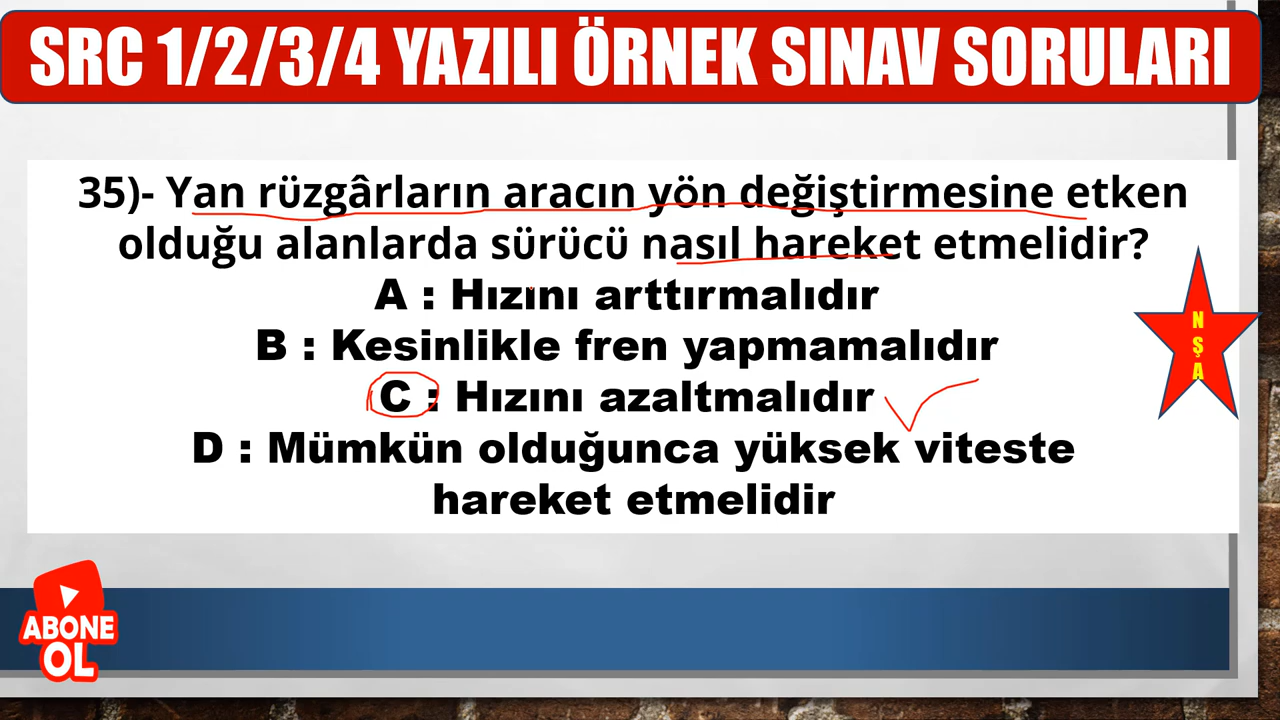 SRC 1/2/3/4 YAZILI ÖRNEK SINAV SORULARI
35)- Yan rüzgârların aracın yön değiştirmesine etken
olduğu alanlarda sürücü nasıl hareket etmelidir?
A : Hızını arttırmalıdır
B : Kesinlikle fren yapmamalıdır
C : Hızını azaltmalıdır
D : Mümkün olduğunca yüksek viteste
hareket etmelidir
N
Ş
A
ABONE
OL